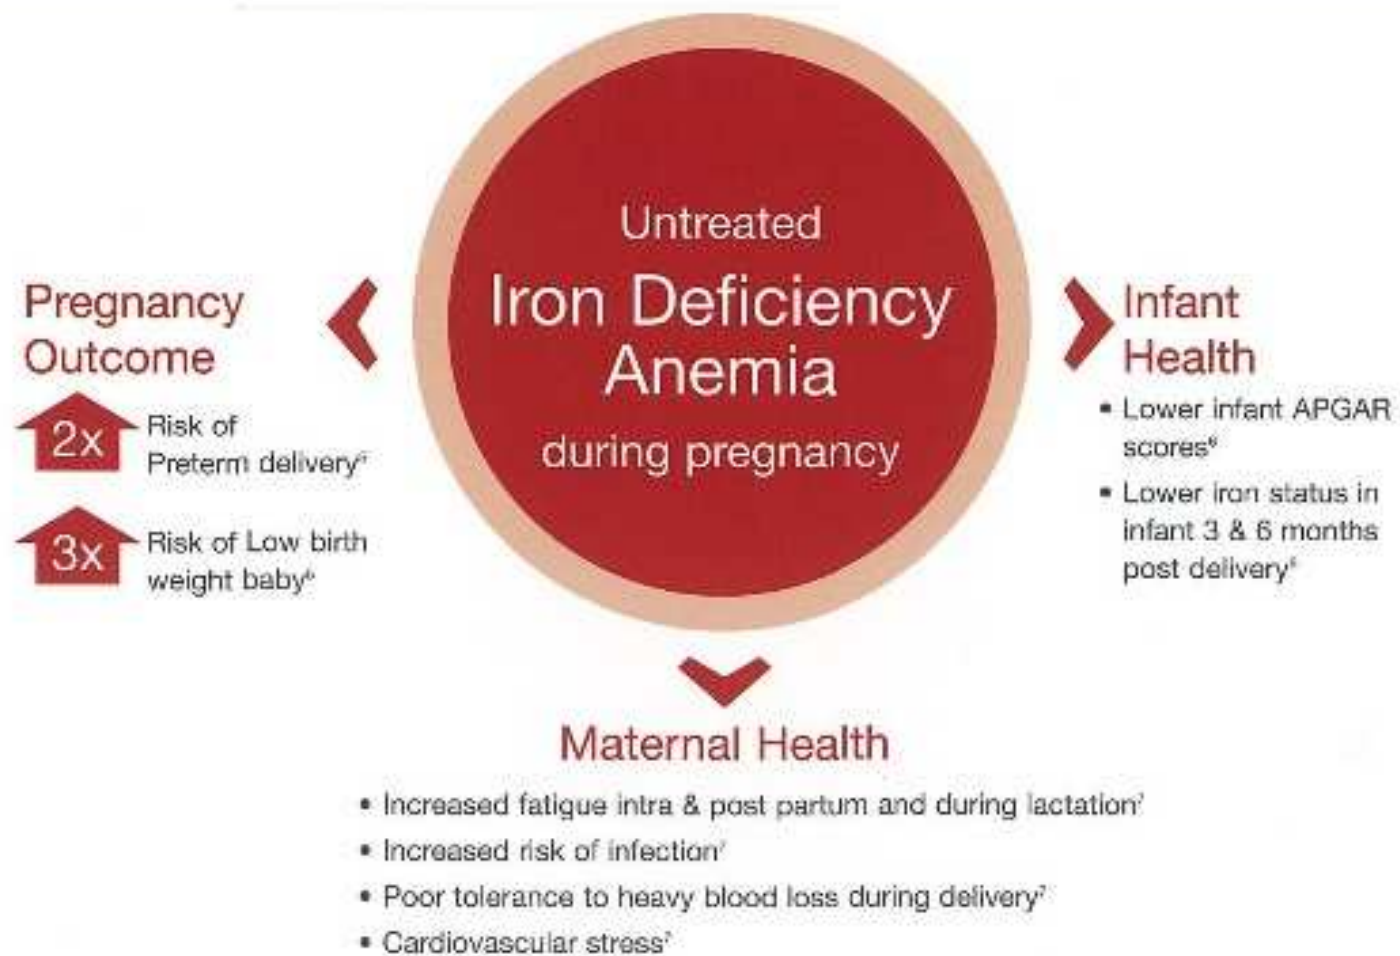 Untreated
Iron Deficiency
Anemia
during pregnancy
Pregnancy
Outcome
2x
Risk of
Preterm delivery
3x
Risk of Low birth
weight baby
Infant
Health
• Lower infant APGAR
scores
• Lower iron status in
infant 3 & 6 months
post delivery
Maternal Health
• Increased fatigue intra & post partum and during lactation
• Increased risk of infection
• Poor tolerance to heavy blood loss during delivery⁷
• Cardiovascular stress